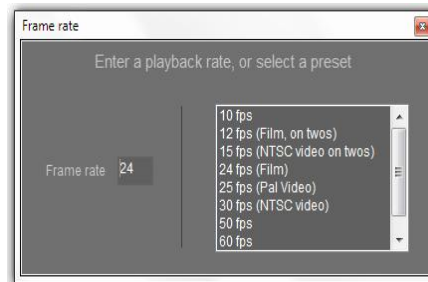 Frame rate
Enter a playback rate, or select a preset
Frame rate 24
10 fps
12 fps (Film, on twos)
15 fps (NTSC video on twos)
24 fps (Film)
25 fps (Pal Video)
30 fps (NTSC video)
50 fps
60 fps